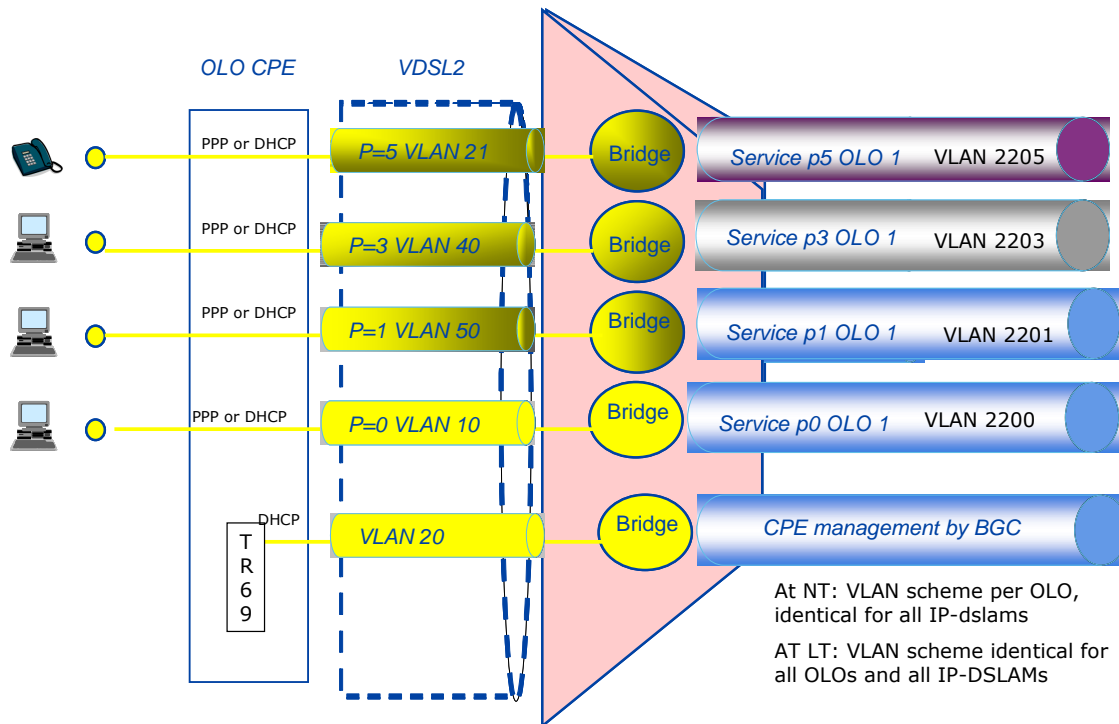 OLO CPE
VDSL2
PPP or DHCP
P=5 VLAN 21
Bridge
Service p5 OLO 1
VLAN 2205
PPP or DHCP
P=3 VLAN 40
Bridge
Service p3 OLO 1
VLAN 2203
PPP or DHCP
P=1 VLAN 50
Bridge
Service p1 OLO 1
VLAN 2201
PPP or DHCP
P=0 VLAN 10
Bridge
Service p0 OLO 1
VLAN 2200
DHCP
T
R
6
9
VLAN 20
Bridge
CPE management by BGC
At NT: VLAN scheme per OLO,
identical for all IP-dslams
AT LT: VLAN scheme identical for
all OLOs and all IP-DSLAMs